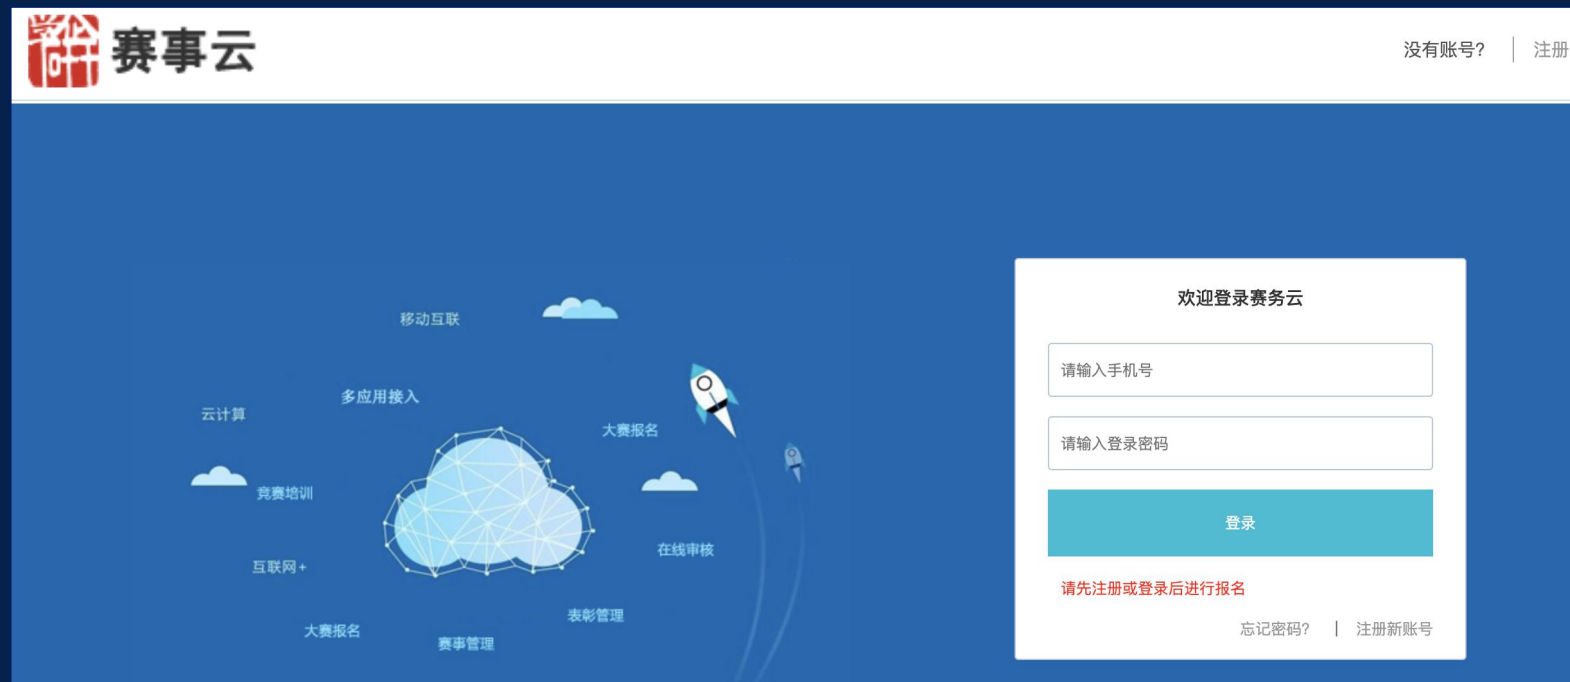 赛事云
没有账号?
注册
欢迎登录赛务云
移动互联
请输入手机号
多应用接入
云计算
大赛报名
请输入登录密码
竞赛培训
登录
在线审核
互联网+
请先注册或登录后进行报名
表彰管理
大赛报名
赛事管理
忘记密码?
注册新账号